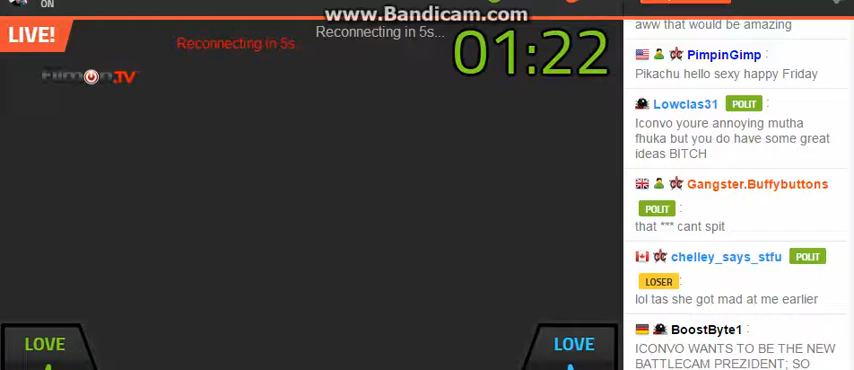 ON
www.Bandicam.com
LIVE!
Reconnecting in 5s.
Reconnecting in 5s...
01:22
FilmOn.TV
LOVE
LOVE
aww that would be amazing
PimpinGimp :
Pikachu hello sexy happy Friday
Lowclas31 POLIT :
Iconvo youre annoying mutha
fhuka but you do have some great
ideas BITCH
Gangster.Buffybuttons
POLIT :
that *** cant spit
chelley_says_stfu POLIT
LOSER :
lol tas she got mad at me earlier
BoostByte1 :
ICONVO WANTS TO BE THE NEW
BATTLECAM PREZIDENT; SO